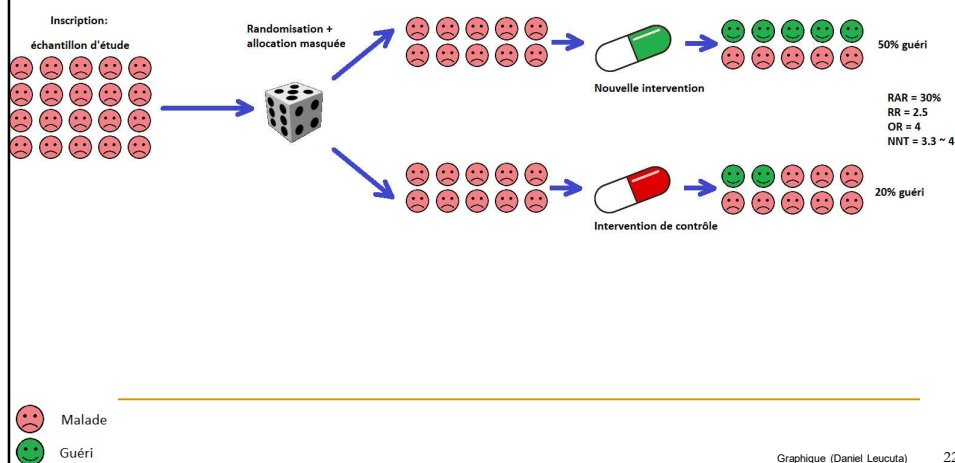 Inscription:
échantillon d'étude
Randomisation +
allocation masquée
Nouvelle intervention
50% guéri
RAR = 30%
RR = 2.5
OR = 4
NNT = 3.3 ~ 4
Intervention de contrôle
20% guéri
Malade
Guéri
Graphique (Daniel Leucuta) 22